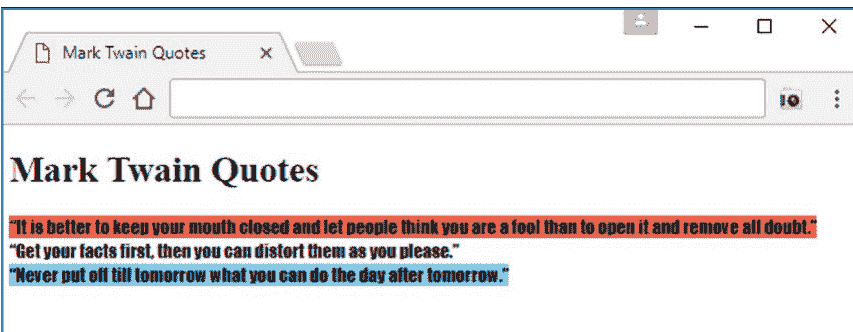 Mark Twain Quotes
Mark Twain Quotes
“It is better to keep your mouth closed and let people think you are a fool than to open it and remove all doubt.”
“Get your facts first, then you can distort them as you please.”
“Never put off till tomorrow what you can do the day after tomorrow.”